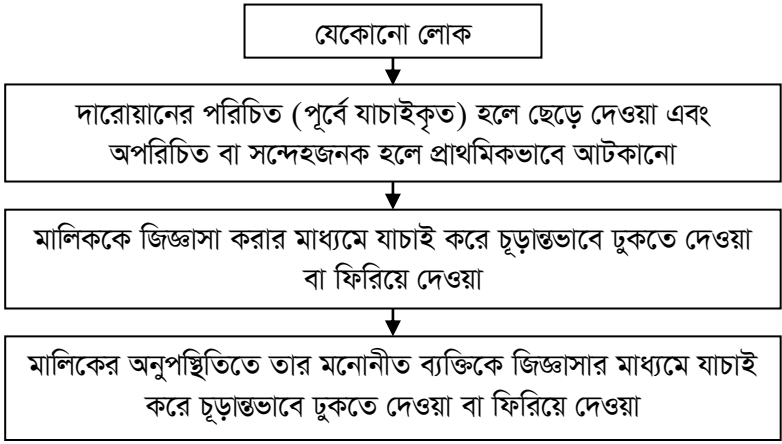 যেকোনো লোক
দারোয়ানের পরিচিত (পূর্বে যাচাইকৃত) হলে ছেড়ে দেওয়া এবং
অপরিচিত বা সন্দেহজনক হলে প্রাথমিকভাবে আটকানো
মালিককে জিজ্ঞাসা করার মাধ্যমে যাচাই করে চূড়ান্তভাবে ঢুকতে দেওয়া
বা ফিরিয়ে দেওয়া
মালিকের অনুপস্থিতিতে তার মনোনীত ব্যক্তিকে জিজ্ঞাসার মাধ্যমে যাচাই
করে চূড়ান্তভাবে ঢুকতে দেওয়া বা ফিরিয়ে দেওয়া